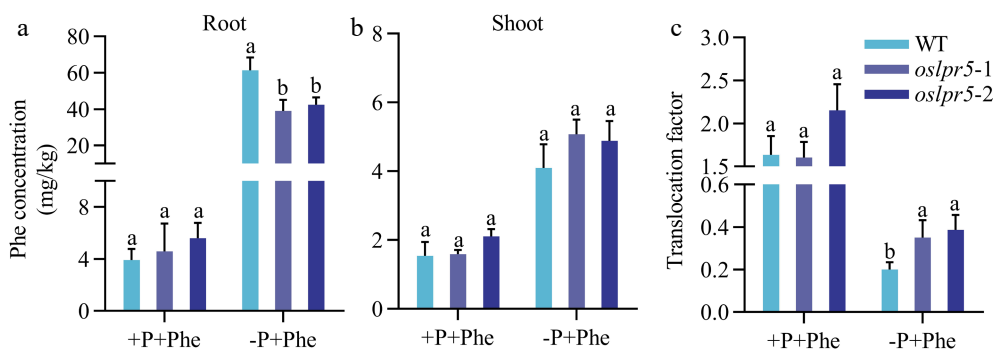 a
Root
Phe concentration
(mg/kg)
80
60
40
20
8
4
0
a
a
a
a
b
b
+P+Phe
-P+Phe
b
Shoot
8
6
4
2
0
a
a
a
a
a
a
+P+Phe
-P+Phe
c
Translocation factor
3.0
2.5
2.0
1.5
0.6
0.4
0.2
0.0
a
a
a
b
a
a
+P+Phe
-P+Phe
WT
oslpr5-1
oslpr5-2